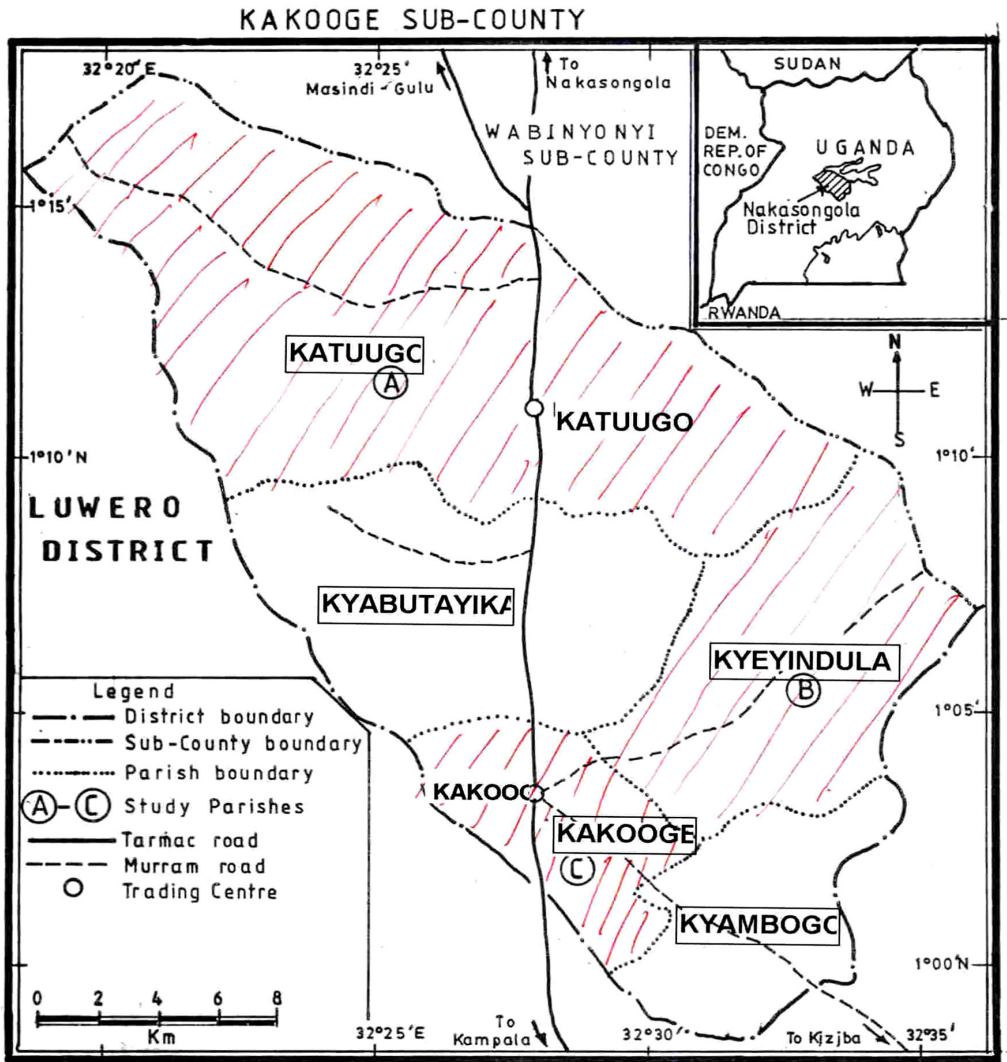 KAKOOGE SUB-COUNTY
32°20'E
32°25'
Masindi-Gulu
To
Nakasongola
WABINYONYI
SUB-COUNTY
SUDAN
DEM.
REP. OF
CONGO
UGANDA
Nakasongola
District
RWANDA
1°15'
N
W E
S
KATUUGO
A
KATUUGO
1°10'N
1°10'
LUWERO
DISTRICT
KYABUTAYIKA
KYEYINDULA
B
1°05'
Legend
District boundary
Sub-County boundary
Parish boundary
A-C Study Parishes
Tarmac road
Murram road
Trading Centre
KAKOOG
KAKOOGE
C
KYAMBOGO
1°00'N
0 2 4 6 8
Km
32°25'E
To
Kampala
32°30'
To Kizjba
32°35'